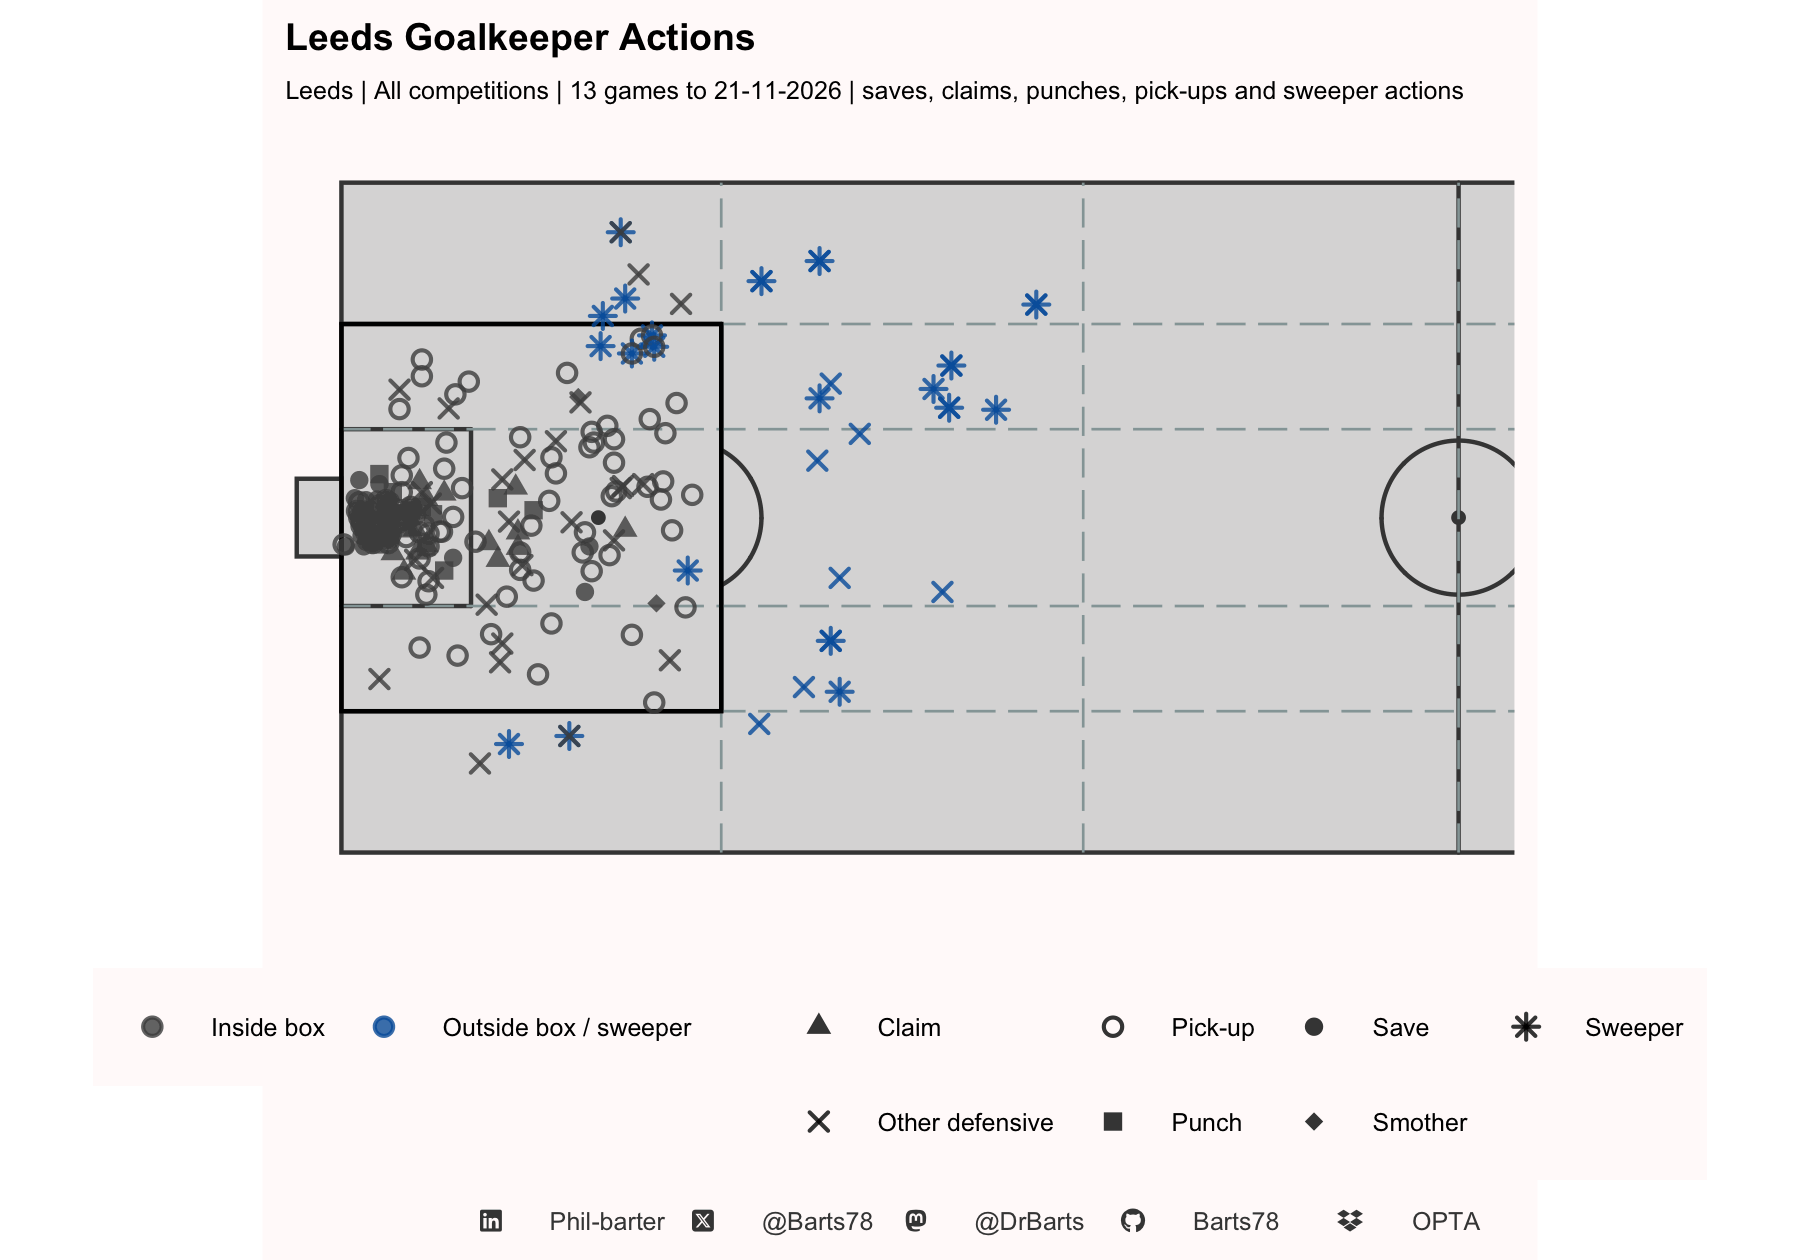 Leeds Goalkeeper Actions
Leeds | All competitions | 13 games to 21-11-2026 | saves, claims, punches, pick-ups and sweeper actions
Inside box Outside box / sweeper Claim Pick-up Save Sweeper
Other defensive Punch Smother
Phil-barter @Barts78 @DrBarts Barts78 OPTA